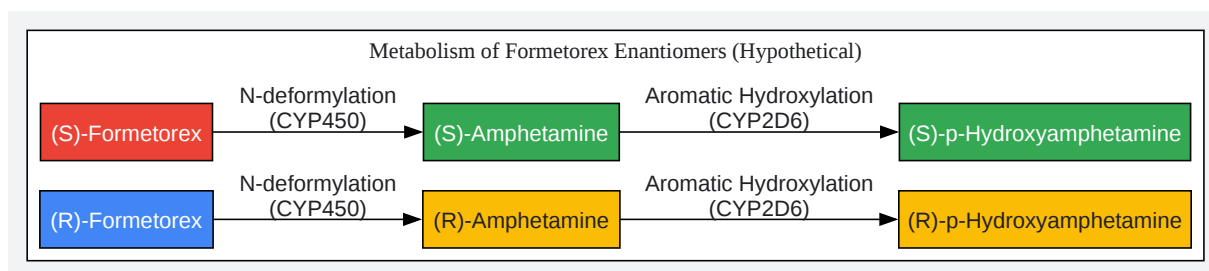 Metabolism of Formetorex Enantiomers (Hypothetical)
N-deformylation
(CYP450)
Aromatic Hydroxylation
(CYP2D6)
(S)-Formetorex
(S)-Amphetamine
(S)-p-Hydroxyamphetamine
N-deformylation
(CYP450)
Aromatic Hydroxylation
(CYP2D6)
(R)-Formetorex
(R)-Amphetamine
(R)-p-Hydroxyamphetamine